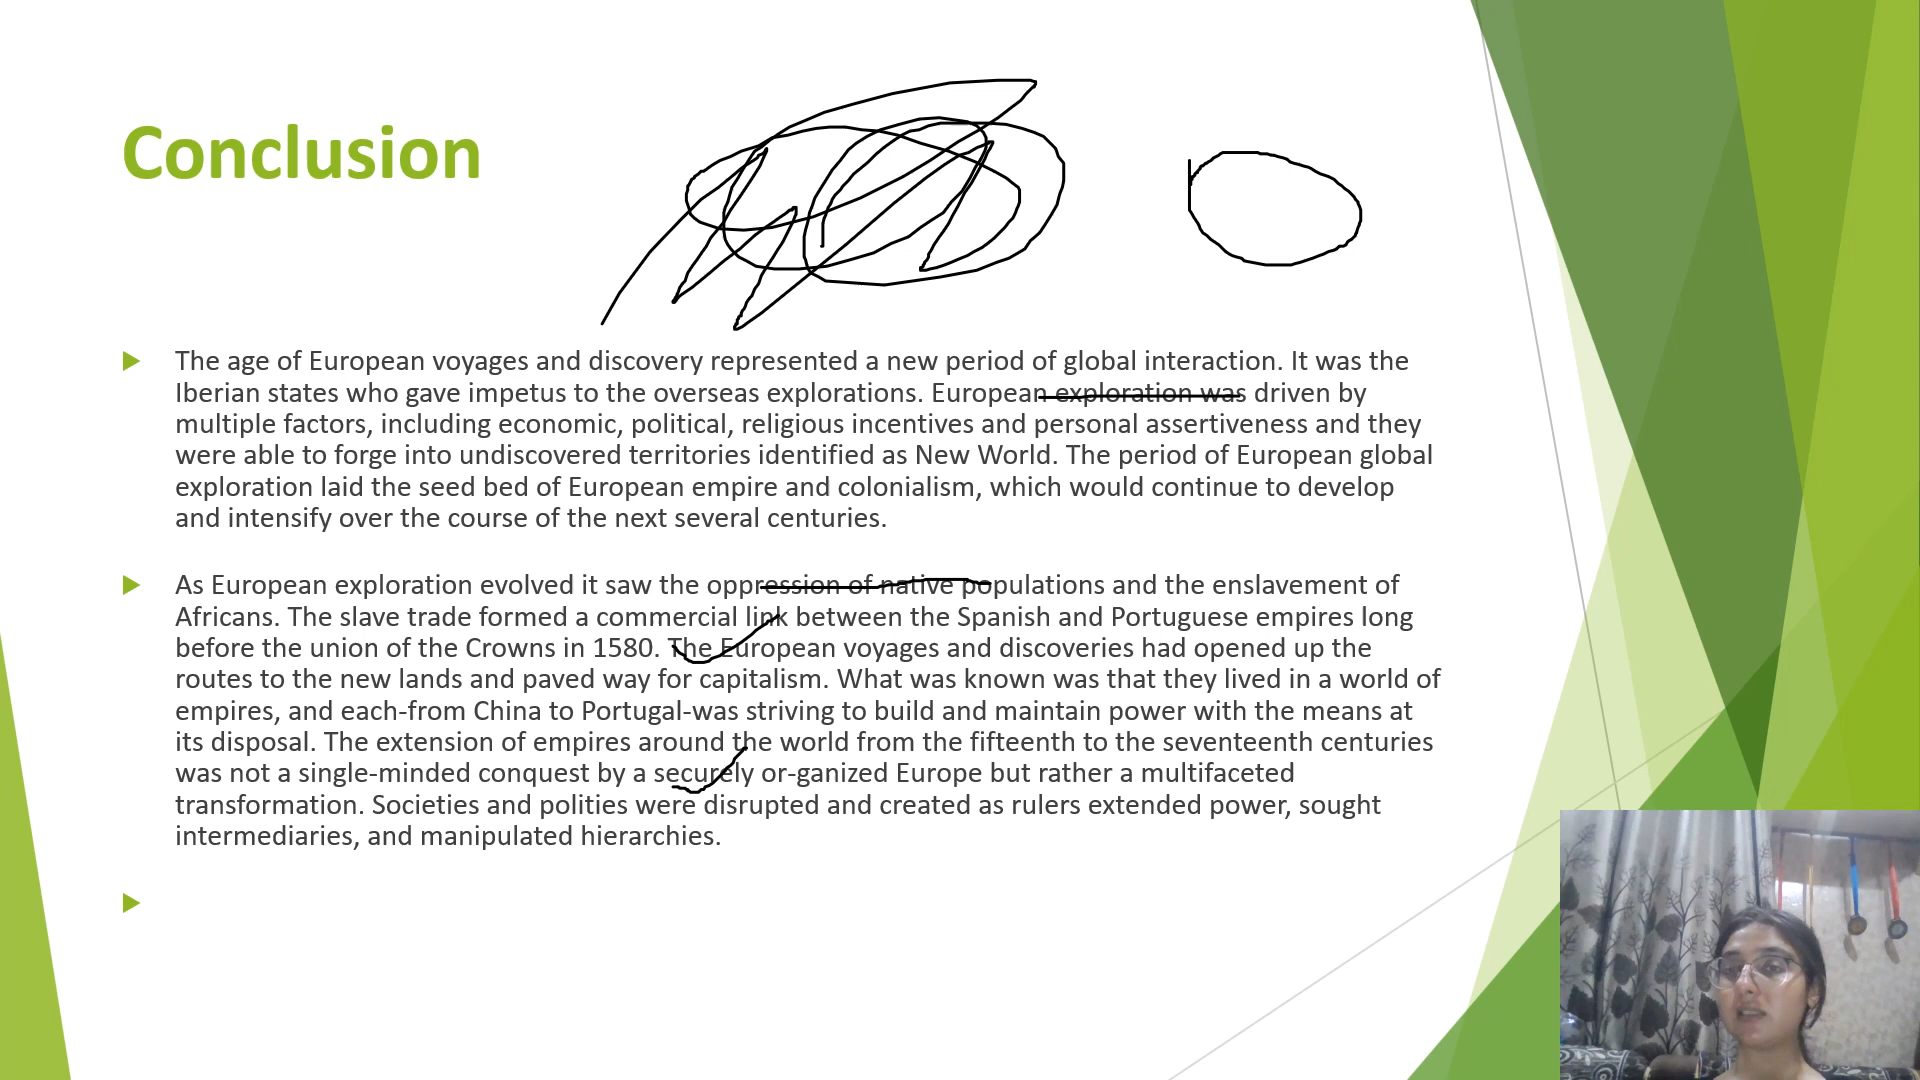 Conclusion
The age of European voyages and discovery represented a new period of global interaction. It was the
Iberian states who gave impetus to the overseas explorations. European exploration was driven by
multiple factors, including economic, political, religious incentives and personal assertiveness and they
were able to forge into undiscovered territories identified as New World. The period of European global
exploration laid the seed bed of European empire and colonialism, which would continue to develop
and intensify over the course of the next several centuries.
As European exploration evolved it saw the oppression of native populations and the enslavement of
Africans. The slave trade formed a commercial link between the Spanish and Portuguese empires long
before the union of the Crowns in 1580. The European voyages and discoveries had opened up the
routes to the new lands and paved way for capitalism. What was known was that they lived in a world of
empires, and each-from China to Portugal-was striving to build and maintain power with the means at
its disposal. The extension of empires around the world from the fifteenth to the seventeenth centuries
was not a single-minded conquest by a securely or-ganized Europe but rather a multifaceted
transformation. Societies and polities were disrupted and created as rulers extended power, sought
intermediaries, and manipulated hierarchies.